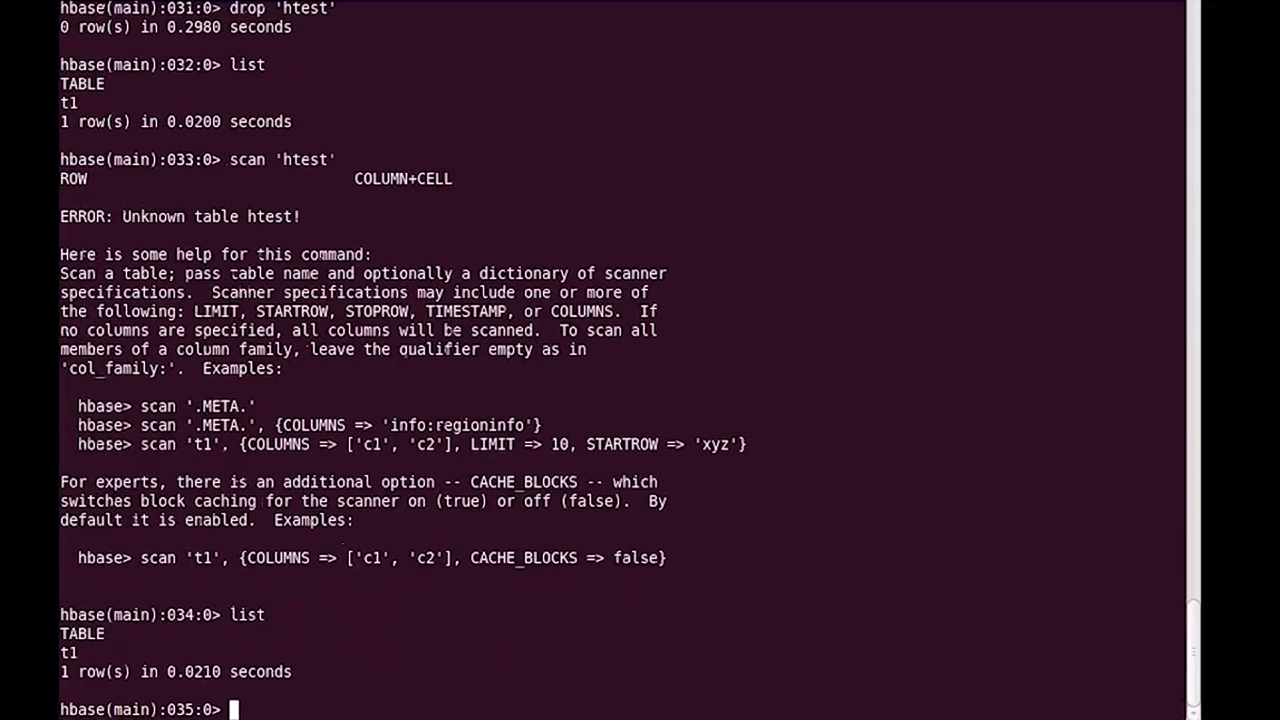 hbase(main):031:0> drop 'htest'
0 row(s) in 0.2980 seconds
hbase(main):032:0> list
TABLE
t1
1 row(s) in 0.0200 seconds
hbase(main):033:0> scan 'htest'
ROW COLUMN+CELL
ERROR: Unknown table htest!
Here is some help for this command:
Scan a table; pass table name and optionally a dictionary of scanner
specifications.  Scanner specifications may include one or more of
the following: LIMIT, STARTROW, STOPROW, TIMESTAMP, or COLUMNS.  If
no columns are specified, all columns will be scanned.  To scan all
members of a column family, leave the qualifier empty as in
'col_family:'.  Examples:
hbase> scan '.META.'
hbase> scan '.META.', {COLUMNS => 'info:regioninfo'}
hbase> scan 't1', {COLUMNS => ['c1', 'c2'], LIMIT => 10, STARTROW => 'xyz'}
For experts, there is an additional option -- CACHE_BLOCKS -- which
switches block caching for the scanner on (true) or off (false).  By
default it is enabled.  Examples:
hbase> scan 't1', {COLUMNS => ['c1', 'c2'], CACHE_BLOCKS => false}
hbase(main):034:0> list
TABLE
t1
1 row(s) in 0.0210 seconds
hbase(main):035:0>